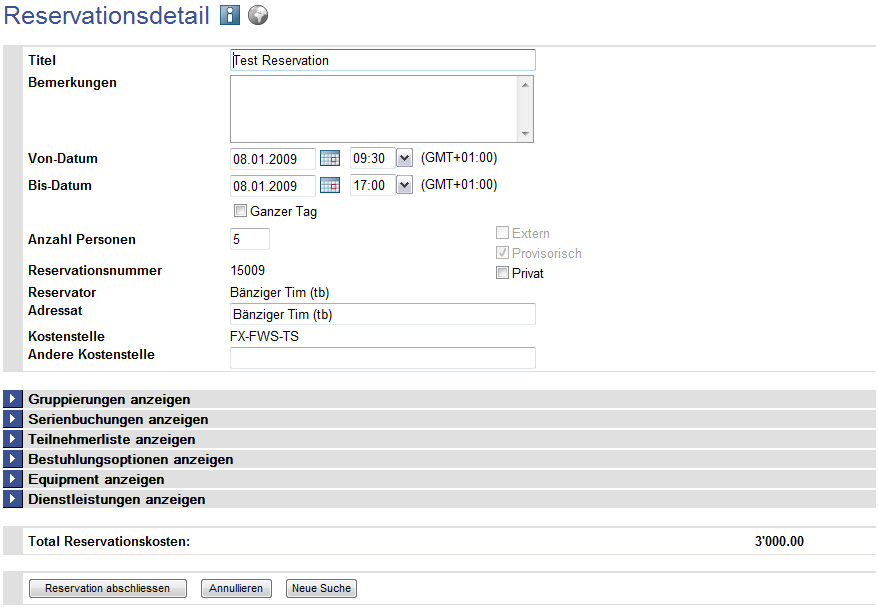 Reservationsdetail
Titel Test Reservation
Bemerkungen
Von-Datum 08.01.2009 09:30 (GMT+01:00)
Bis-Datum 08.01.2009 17:00 (GMT+01:00)
Ganzer Tag
Anzahl Personen 5 Extern
Provisorisch
Reservationsnummer 15009 Privat
Reservator Bänziger Tim (tb)
Adressat Bänziger Tim (tb)
Kostenstelle FX-FWS-TS
Andere Kostenstelle
Gruppierungen anzeigen
Serienbuchungen anzeigen
Teilnehmerliste anzeigen
Bestuhlungsoptionen anzeigen
Equipment anzeigen
Dienstleistungen anzeigen
Total Reservationskosten: 3'000.00
Reservation abschliessen Annullieren Neue Suche